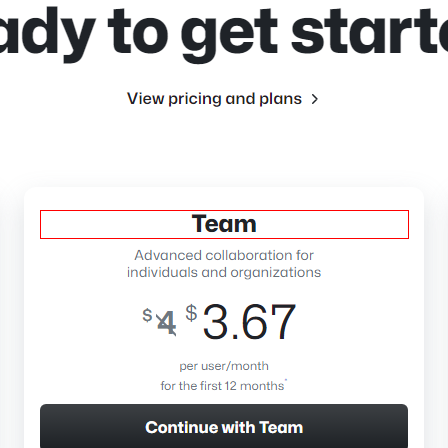 ady to get starte
View pricing and plans
Team
Advanced collaboration for
individuals and organizations
$4 $3.67
per user/month
for the first 12 months*
Continue with Team